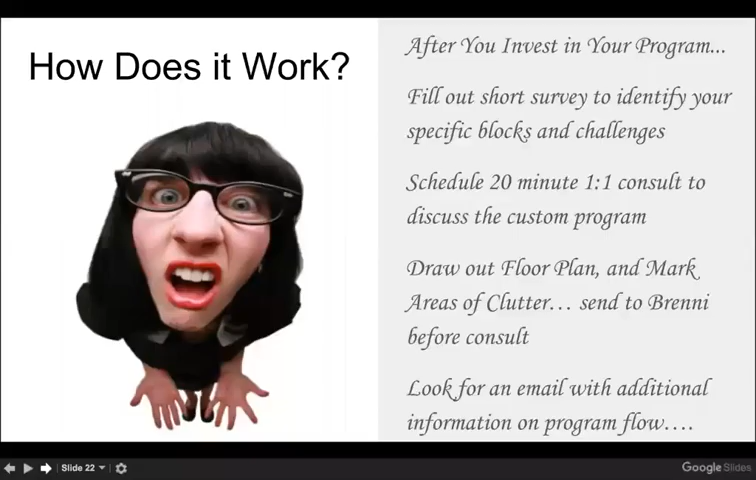 How Does it Work?
After You Invest in Your Program...
Fill out short survey to identify your
specific blocks and challenges
Schedule 20 minute 1:1 consult to
discuss the custom program
Draw out Floor Plan, and Mark
Areas of Clutter... send to Brenni
before consult
Look for an email with additional
information on program flow....
Slide 22
Google Slides